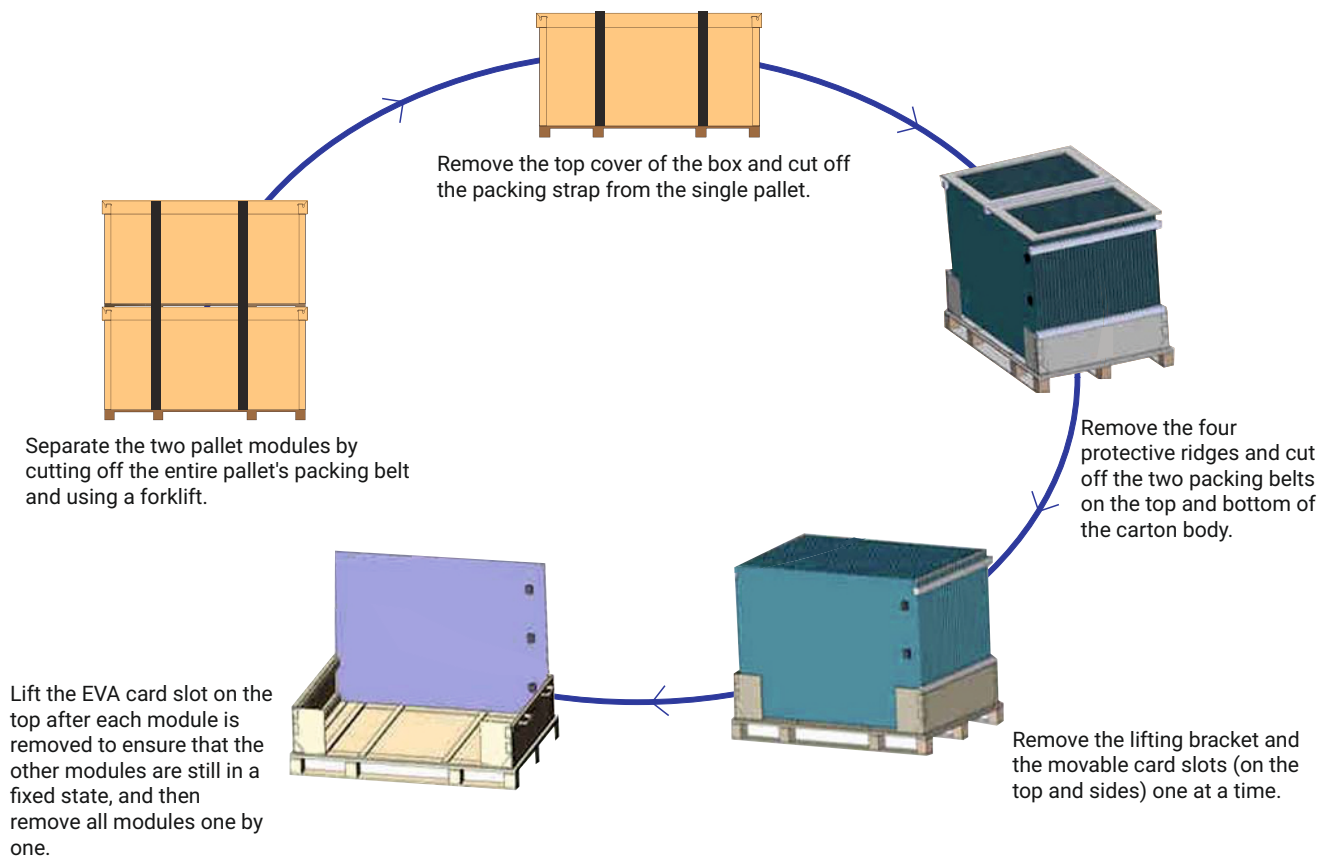 Remove the top cover of the box and cut off
the packing strap from the single pallet.
Separate the two pallet modules by
cutting off the entire pallet's packing belt
and using a forklift.
Remove the four
protective ridges and cut
off the two packing belts
on the top and bottom of
the carton body.
Lift the EVA card slot on the
top after each module is
removed to ensure that the
other modules are still in a
fixed state, and then
remove all modules one by
one.
Remove the lifting bracket and
the movable card slots (on the
top and sides) one at a time.